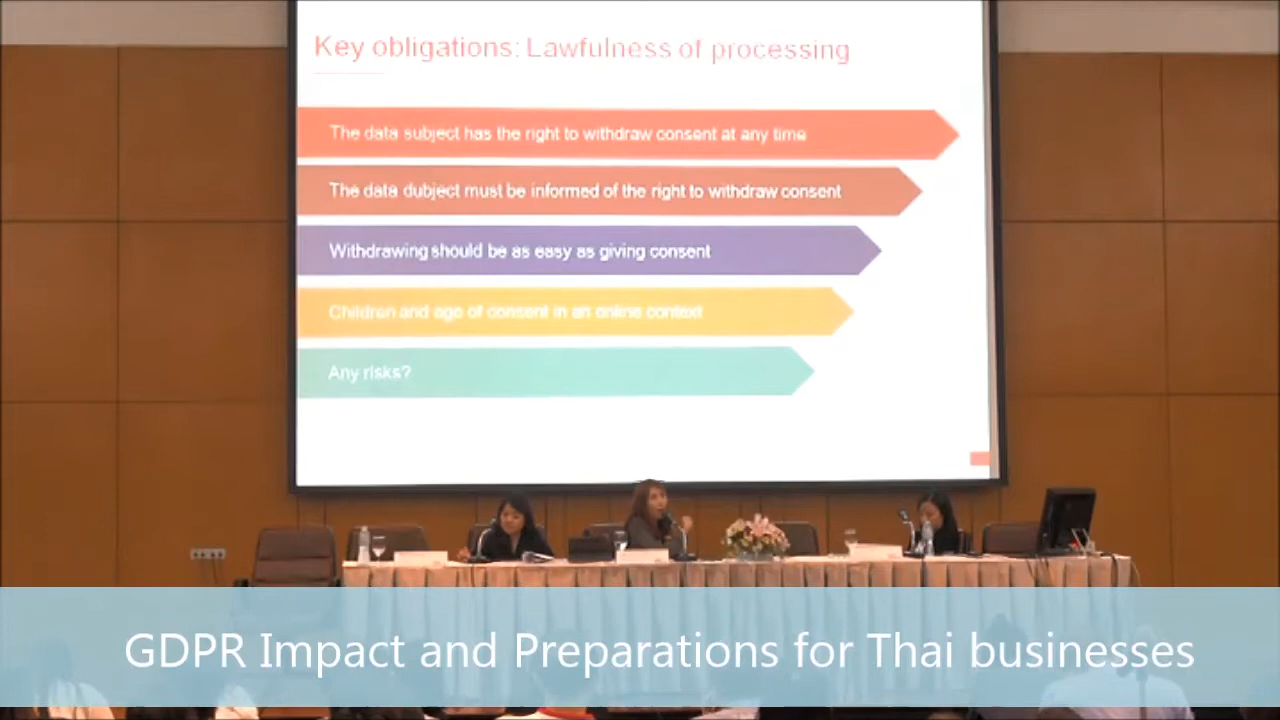 Key obligations: Lawfulness of processing
The data subject has the right to withdraw consent at any time
The data dubject must be informed of the right to withdraw consent
Withdrawing should be as easy as giving consent
Children and age of consent in an online context
Any risks?
GDPR Impact and Preparations for Thai businesses